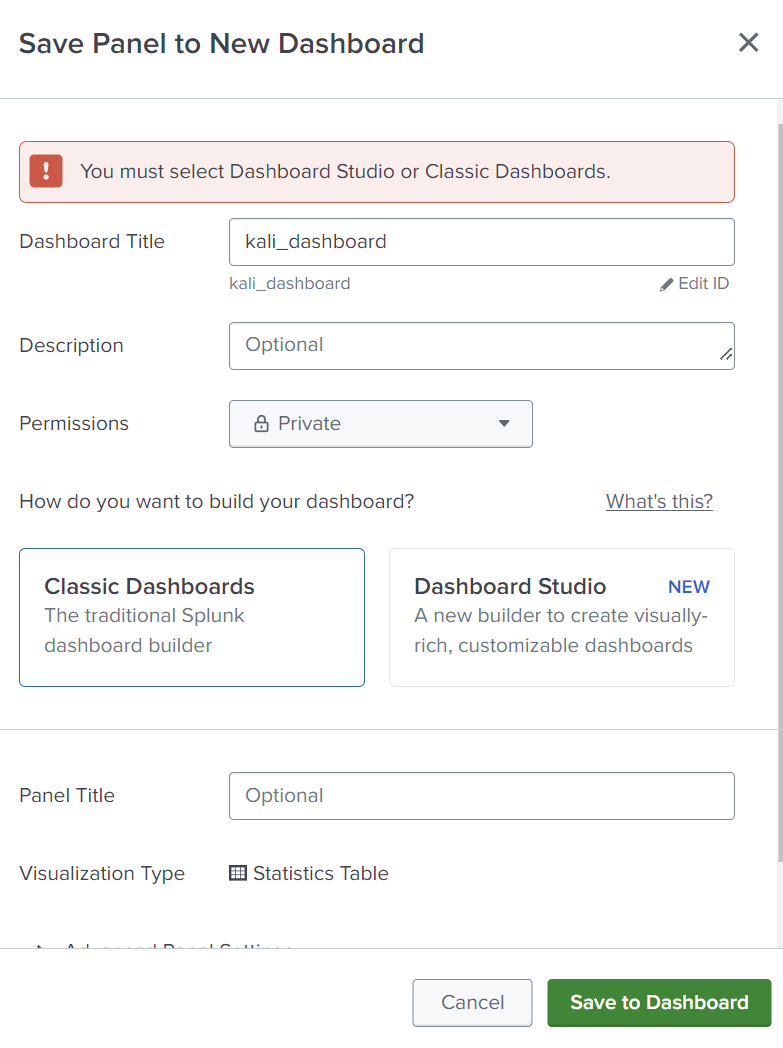 Save Panel to New Dashboard
You must select Dashboard Studio or Classic Dashboards.
Dashboard Title
kali_dashboard
kali_dashboard
Edit ID
Description
Optional
Permissions
Private
How do you want to build your dashboard?
What's this?
Classic Dashboards
The traditional Splunk
dashboard builder
Dashboard Studio
NEW
A new builder to create visually-
rich, customizable dashboards
Panel Title
Optional
Visualization Type
Statistics Table
Advanced Panel Settings
Cancel
Save to Dashboard